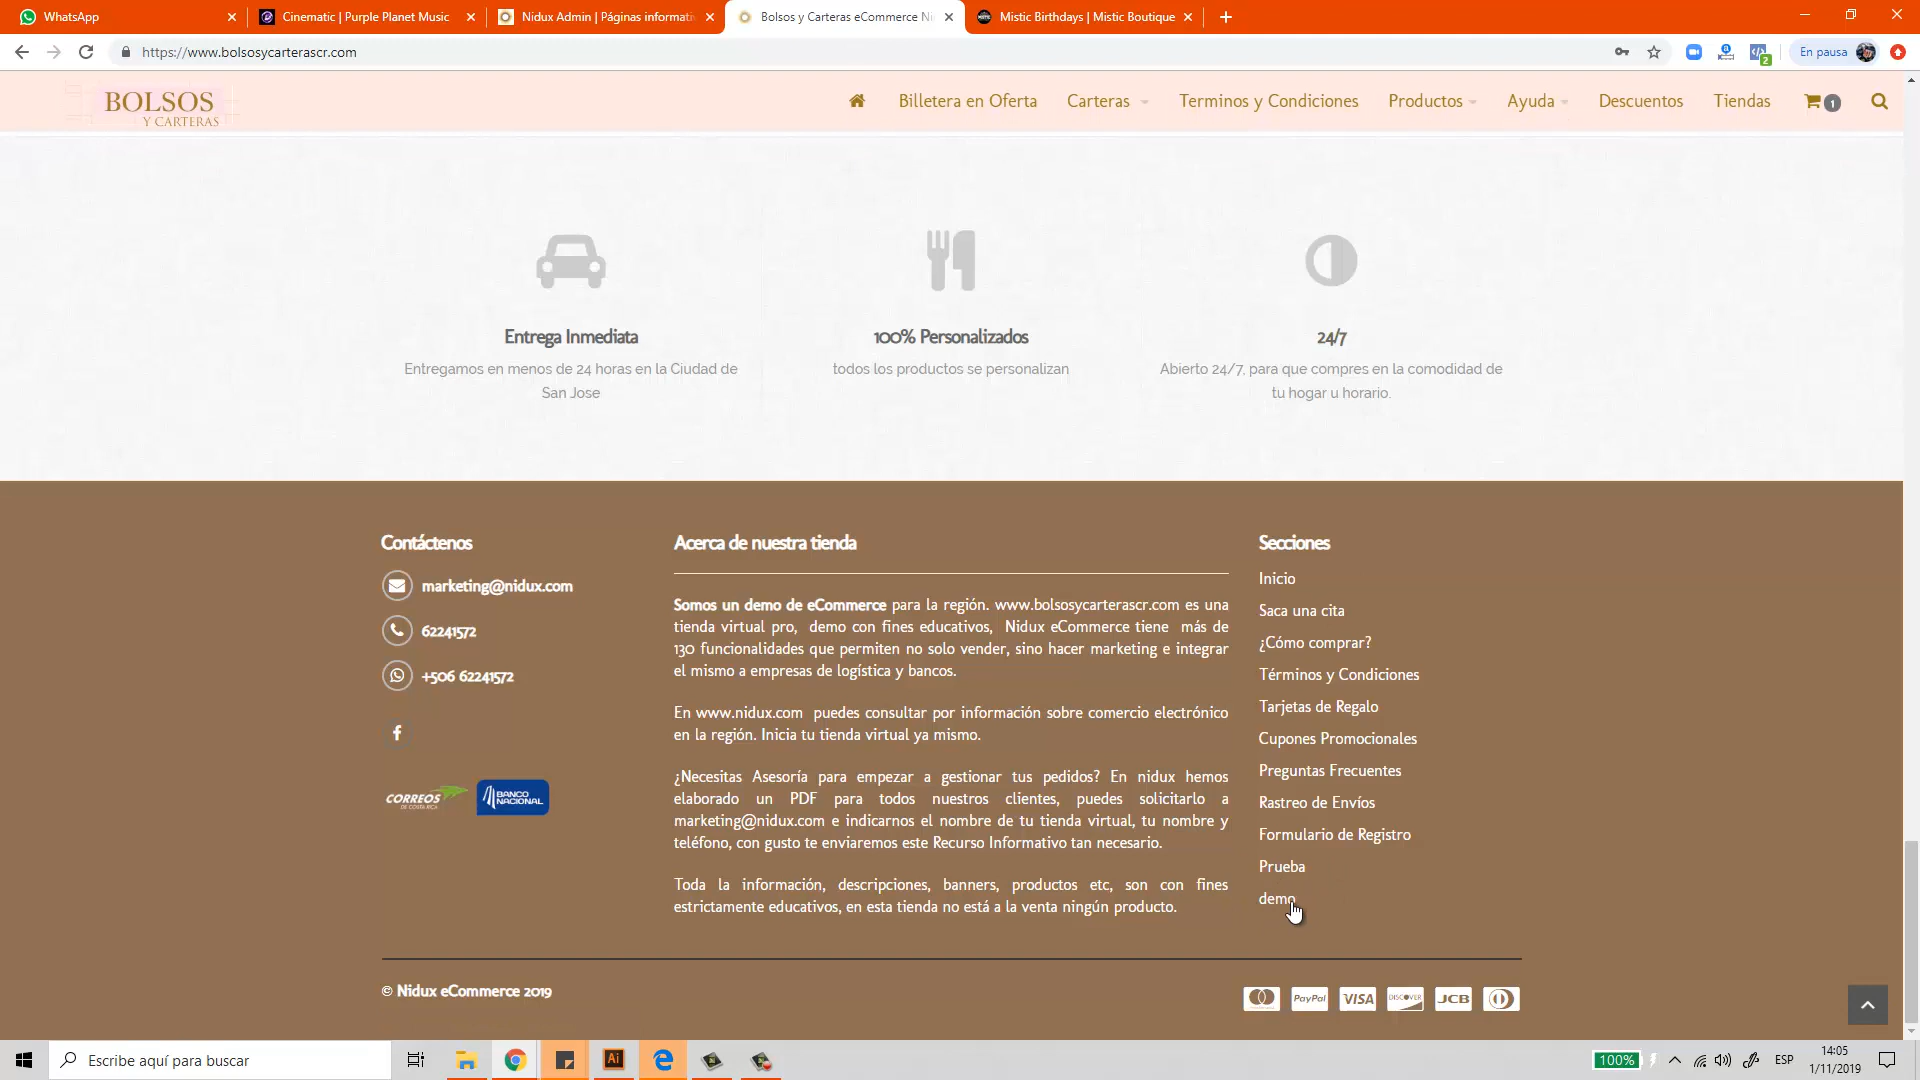 WhatsApp
Cinematic | Purple Planet Music
Nidux Admin | Páginas informati
Bolsos y Carteras eCommerce Ni
Mistic Birthdays | Mistic Boutique
https://www.bolsosycarterascr.com
En pausa
2
BOLSOS
Y CARTERAS
Billetera en Oferta
Carteras
Terminos y Condiciones
Productos
Ayuda
Descuentos
Tiendas
1
Entrega Inmediata
Entregamos en menos de 24 horas en la Ciudad de
San Jose
100% Personalizados
todos los productos se personalizan
24/7
Abierto 24/7, para que compres en la comodidad de
tu hogar u horario.
Contáctenos
marketing@nidux.com
62241572
+506 62241572
CORREOS
DE COSTA RICA
BANCO
NACIONAL
Acerca de nuestra tienda
Somos un demo de eCommerce para la región. www.bolsosycarterascr.com es una
tienda virtual pro, demo con fines educativos, Nidux eCommerce tiene más de
130 funcionalidades que permiten no solo vender, sino hacer marketing e integrar
el mismo a empresas de logística y bancos.
En www.nidux.com puedes consultar por información sobre comercio electrónico
en la región. Inicia tu tienda virtual ya mismo.
¿Necesitas Asesoría para empezar a gestionar tus pedidos? En nidux hemos
elaborado un PDF para todos nuestros clientes, puedes solicitarlo a
marketing@nidux.com e indicarnos el nombre de tu tienda virtual, tu nombre y
teléfono, con gusto te enviaremos este Recurso Informativo tan necesario.
Toda la información, descripciones, banners, productos etc, son con fines
estrictamente educativos, en esta tienda no está a la venta ningún producto.
Secciones
Inicio
Saca una cita
¿Cómo comprar?
Términos y Condiciones
Tarjetas de Regalo
Cupones Promocionales
Preguntas Frecuentes
Rastreo de Envíos
Formulario de Registro
Prueba
demo
© Nidux eCommerce 2019
PayPal
VISA
DISCOVER
JCB
Escribe aquí para buscar
Ai
100%
ESP
14:05
1/11/2019